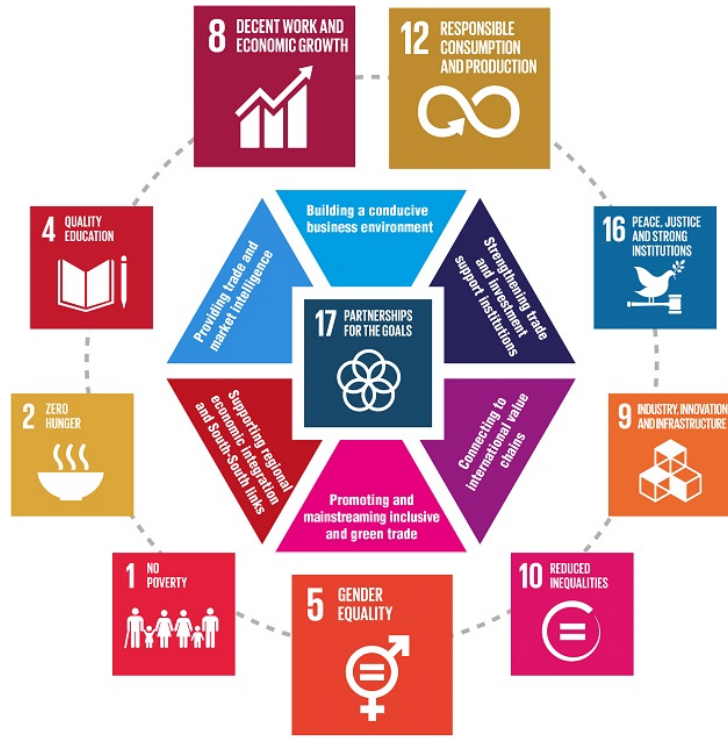 8 DECENT WORK AND
ECONOMIC GROWTH
12 RESPONSIBLE
CONSUMPTION
AND PRODUCTION
4 QUALITY
EDUCATION
Building a conducive
business environment
16 PEACE, JUSTICE
AND STRONG
INSTITUTIONS
Providing trade and
market intelligence
Strengthening trade
and investment
support institutions
17 PARTNERSHIPS
FOR THE GOALS
2 ZERO
HUNGER
Supporting regional
economic integration
and South-South links
Connecting to
international value
chains
9 INDUSTRY, INNOVATION
AND INFRASTRUCTURE
Promoting and
mainstreaming inclusive
and green trade
1 NO
POVERTY
5 GENDER
EQUALITY
10 REDUCED
INEQUALITIES